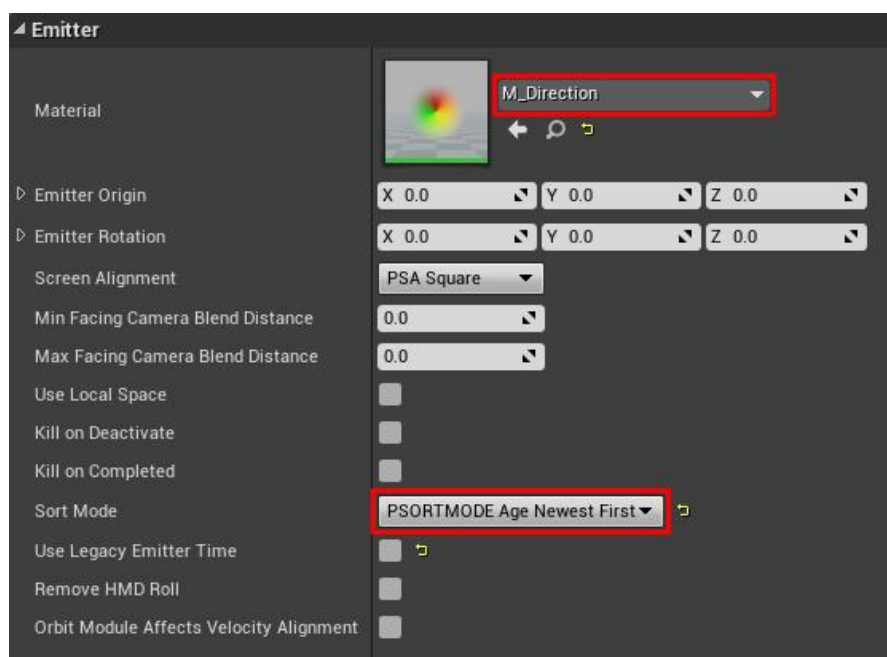 Emitter
Material
M_Direction
Emitter Origin X 0.0 Y 0.0 Z 0.0
Emitter Rotation X 0.0 Y 0.0 Z 0.0
Screen Alignment PSA Square
Min Facing Camera Blend Distance 0.0
Max Facing Camera Blend Distance 0.0
Use Local Space
Kill on Deactivate
Kill on Completed
Sort Mode PSORTMODE Age Newest First
Use Legacy Emitter Time
Remove HMD Roll
Orbit Module Affects Velocity Alignment